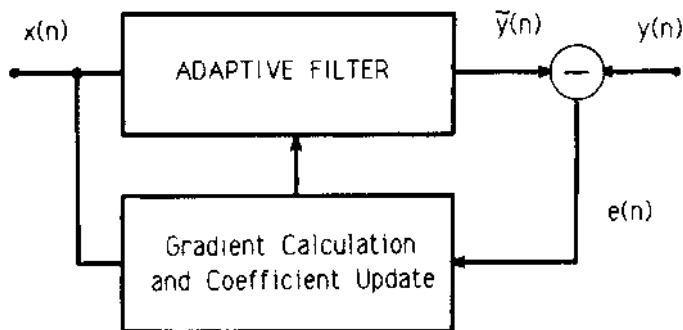 x(n)
ỹ(n)
y(n)
ADAPTIVE FILTER
−
e(n)
Gradient Calculation
and Coefficient Update